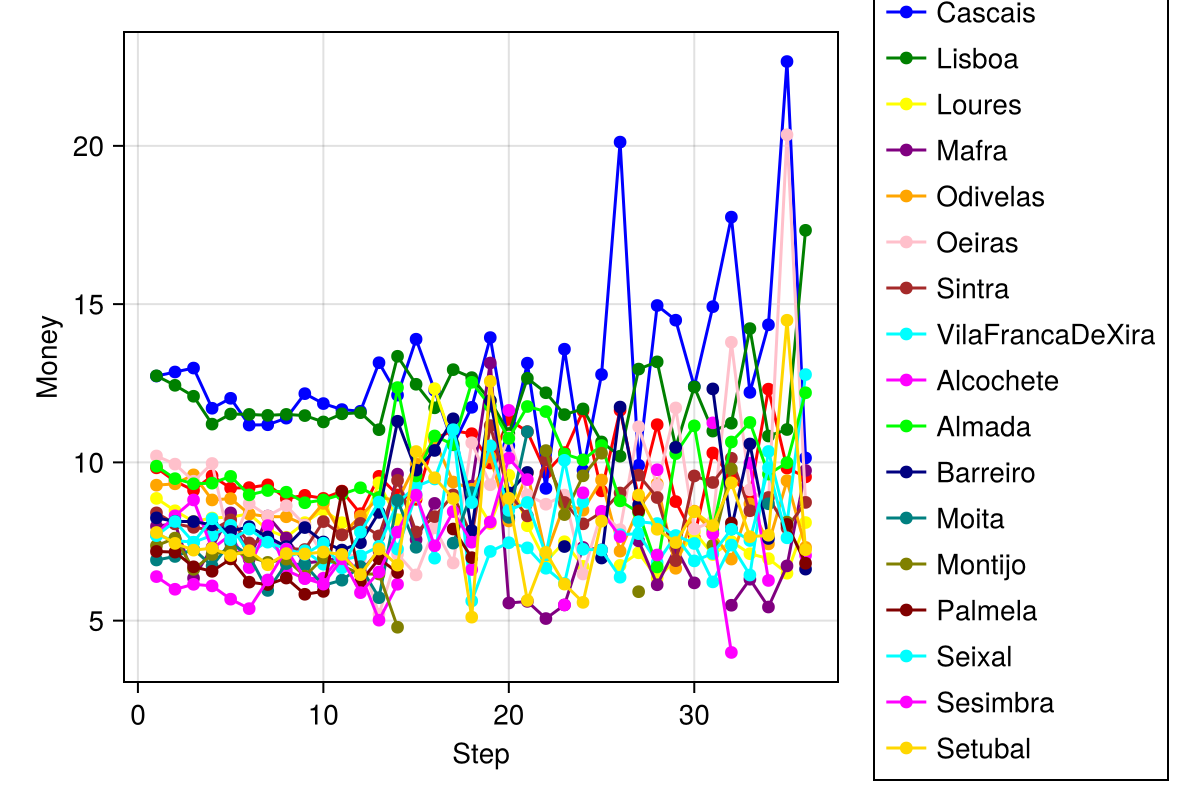 Cascais
Lisboa
Loures
Mafra
Odivelas
Oeiras
Sintra
VilaFrancaDeXira
Alcochete
Almada
Barreiro
Moita
Montijo
Palmela
Seixal
Sesimbra
Setubal
Money
20
15
10
5
0 10 20 30
Step